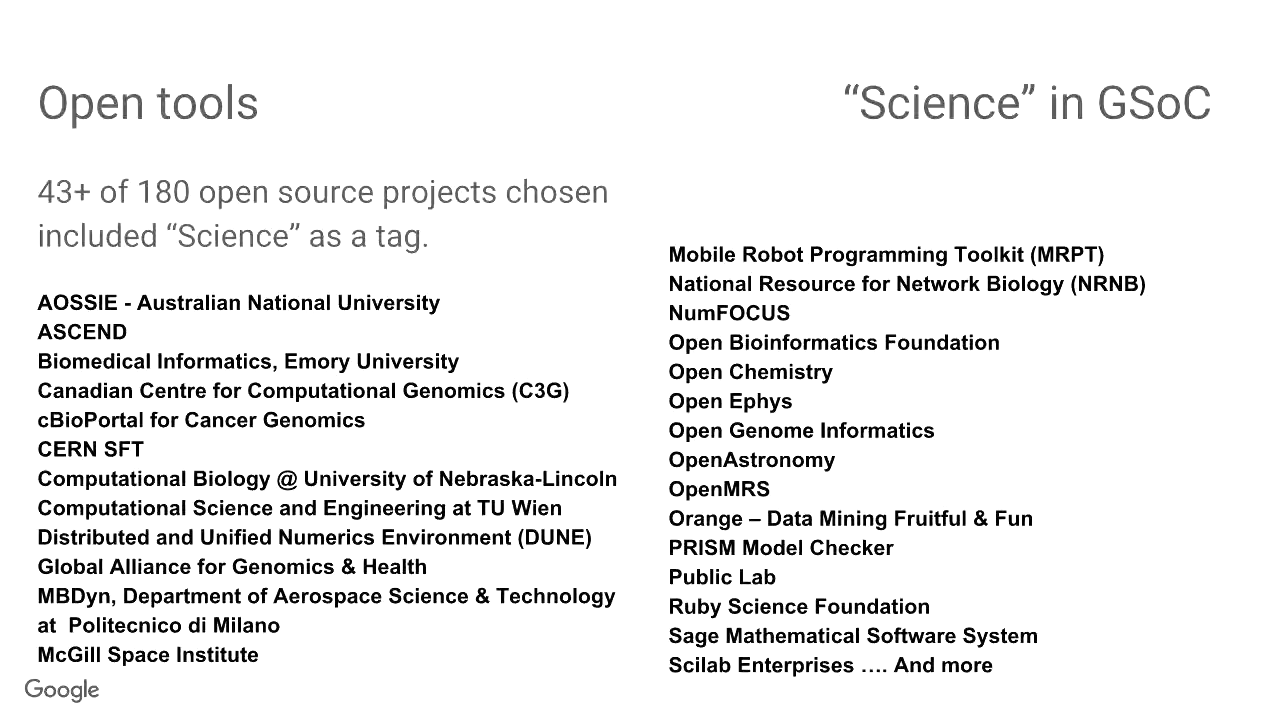 Open tools
“Science” in GSoC
43+ of 180 open source projects chosen
included “Science” as a tag.
AOSSIE - Australian National University
ASCEND
Biomedical Informatics, Emory University
Canadian Centre for Computational Genomics (C3G)
cBioPortal for Cancer Genomics
CERN SFT
Computational Biology @ University of Nebraska-Lincoln
Computational Science and Engineering at TU Wien
Distributed and Unified Numerics Environment (DUNE)
Global Alliance for Genomics & Health
MBDyn, Department of Aerospace Science & Technology
at  Politecnico di Milano
McGill Space Institute
Mobile Robot Programming Toolkit (MRPT)
National Resource for Network Biology (NRNB)
NumFOCUS
Open Bioinformatics Foundation
Open Chemistry
Open Ephys
Open Genome Informatics
OpenAstronomy
OpenMRS
Orange – Data Mining Fruitful & Fun
PRISM Model Checker
Public Lab
Ruby Science Foundation
Sage Mathematical Software System
Scilab Enterprises …. And more
Google